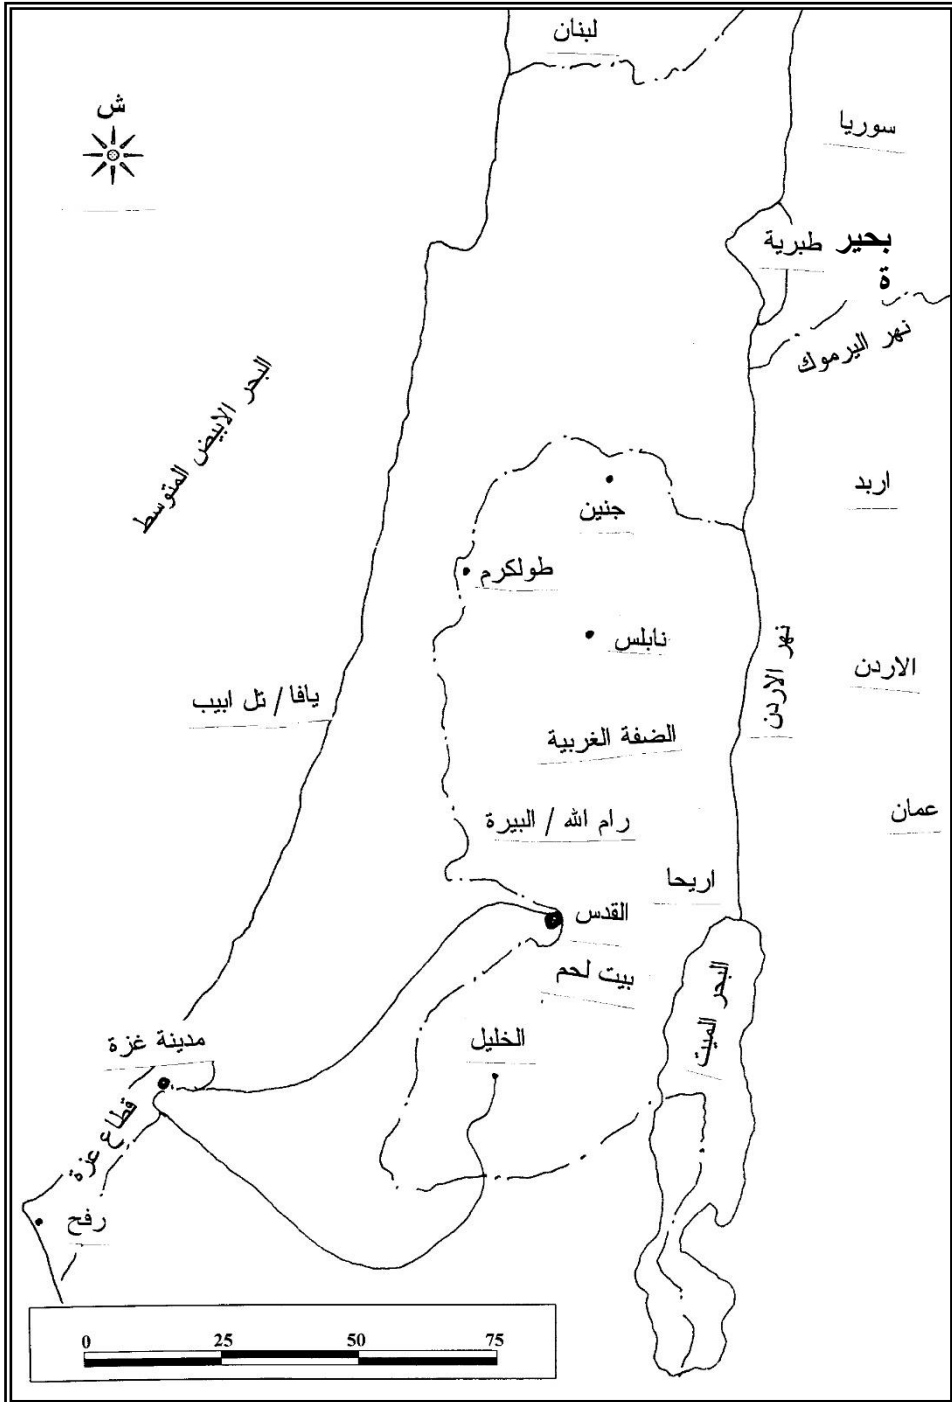 لبنان
ش
سوريا
بحير طبرية
ة
نهر اليرموك
البحر الابيض المتوسط
اربد
جنين
طولكرم
نابلس
نهر الاردن
الاردن
يافا / تل ابيب
الضفة الغربية
عمان
رام الله / البيرة
اريحا
القدس
بيت لحم
البحر الميت
الخليل
مدينة غزة
قطاع غزة
رفح
0 25 50 75